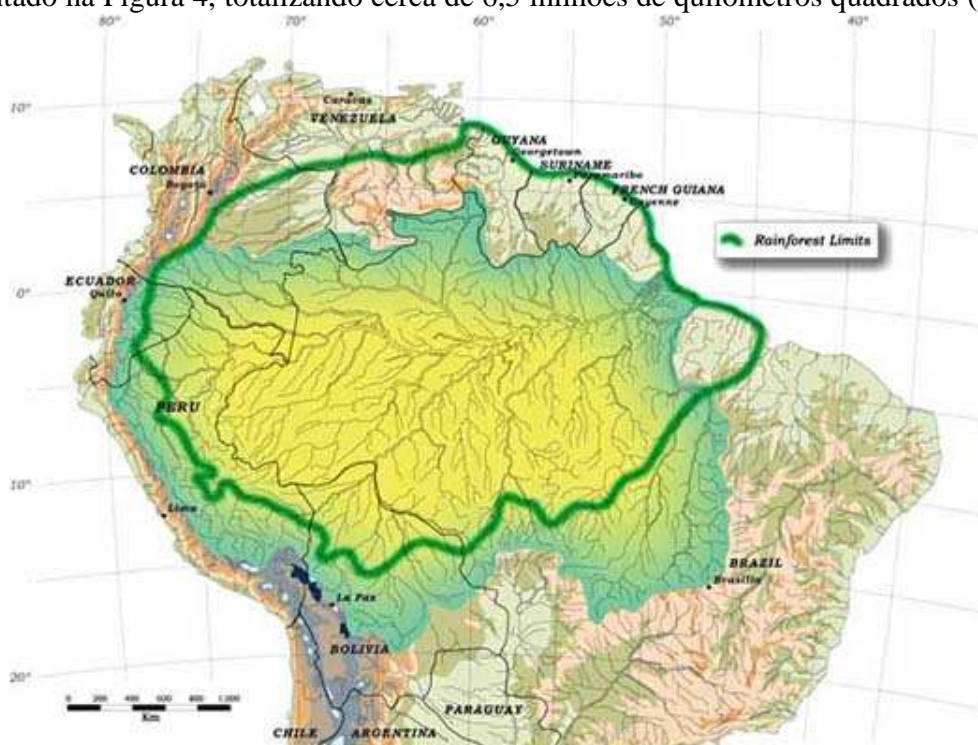 tado na Figura 4, totalizando cerca de 6,5 milhões de quilômetros quadrados (
80° 70° 60° 50° 40°
10°
Caracas
VENEZUELA
GUYANA
Georgetown
COLOMBIA
SURINAME
Paramaribo
Bogotá
FRENCH GUIANA
Cayenne
Rainforest Limits
ECUADOR
Quito
0°
PERU
10°
Lima
BRAZIL
Brasilia
La Paz
BOLIVIA
20°
0 200 400 600 800 1.000
Km
PARAGUAY
CHILE ARGENTINA